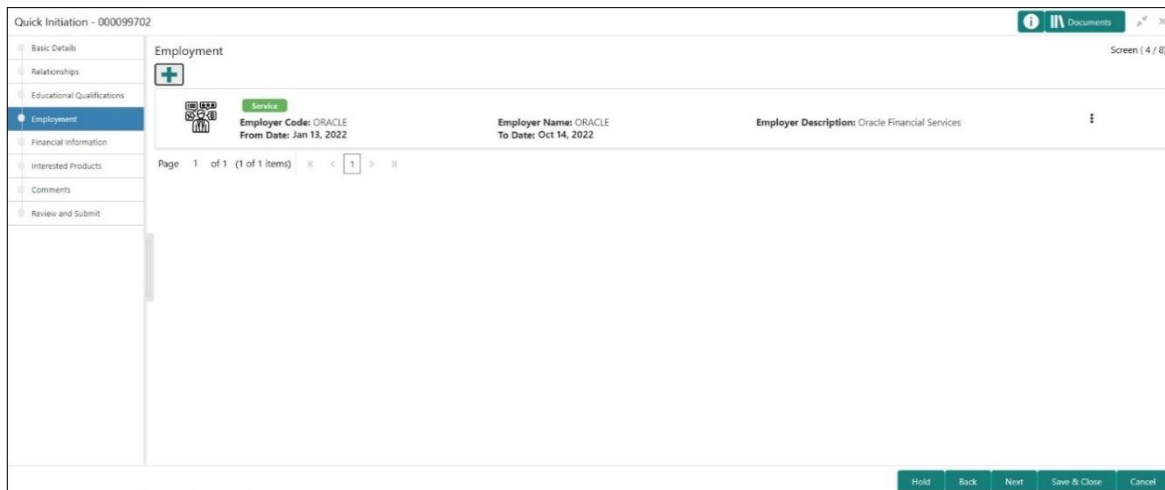 Quick Initiation - 000099702
Documents
Basic Details
Relationships
Educational Qualifications
Employment
Financial Information
Interested Products
Comments
Review and Submit
Employment
Screen ( 4 / 8)
Service
Employer Code: ORACLE Employer Name: ORACLE Employer Description: Oracle Financial Services
From Date: Jan 13, 2022 To Date: Oct 14, 2022
Page 1 of 1 (1 of 1 items) 1
Hold Back Next Save & Close Cancel